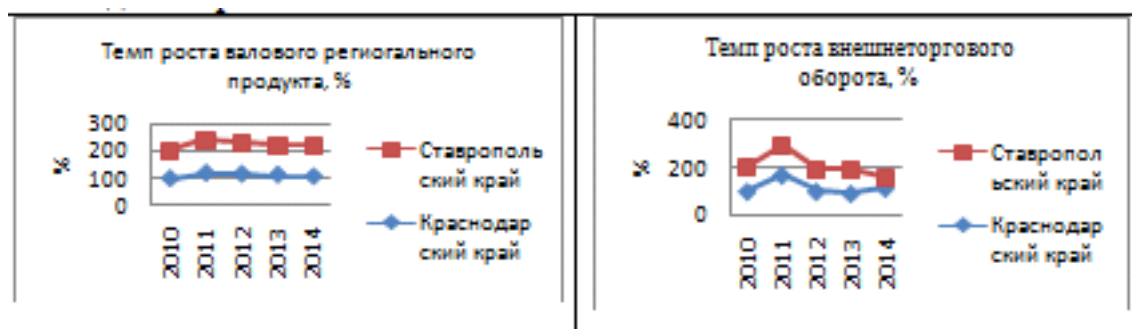 Темп роста валового региогального
продукта, %
300
200
100
0
%
2010
2011
2012
2013
2014
Ставрополь
ский край
Краснодар
ский край
Темп роста внешнеторгового
оборота, %
400
200
0
%
2010
2011
2012
2013
2014
Ставропол
ьский край
Краснодар
ский край